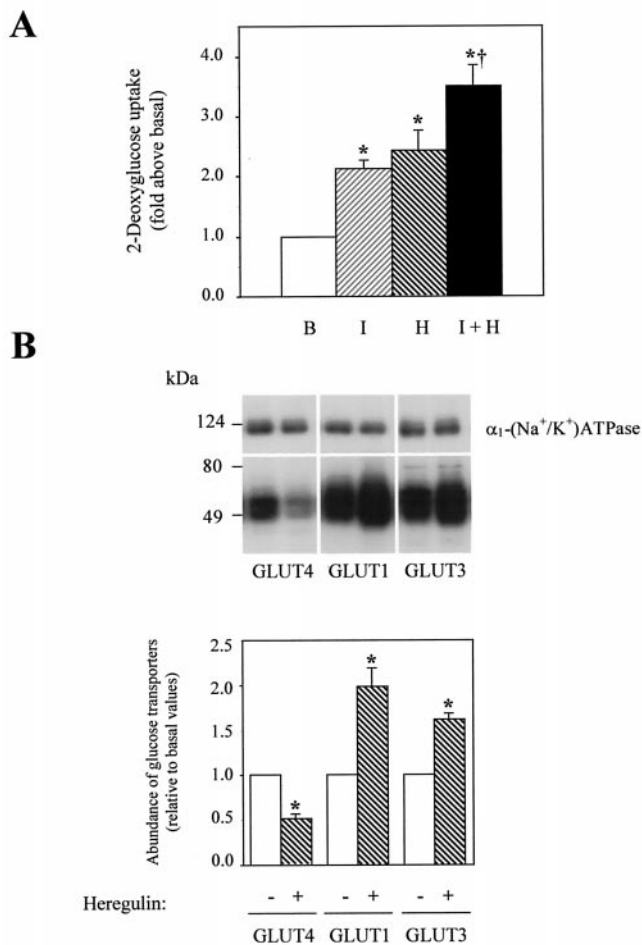 A
2-Deoxyglucose uptake
(fold above basal)
4.0
3.0
2.0
1.0
0.0
*
*
*†
B
I
H
I + H
B
kDa
124
80
49
α₁-(Na⁺/K⁺)ATPase
GLUT4
GLUT1
GLUT3
Abundance of glucose transporters
(relative to basal values)
2.5
2.0
1.5
1.0
0.5
0.0
*
*
*
Heregulin:
- + - + - +
GLUT4
GLUT1
GLUT3